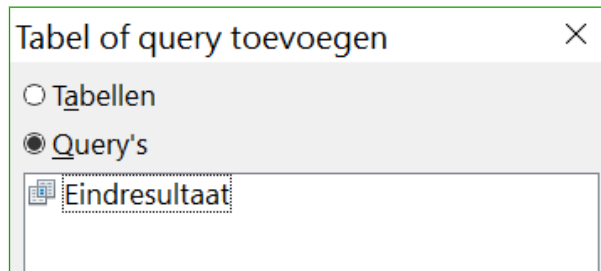 Tabel of query toevoegen
Tabellen
Query's
Eindresultaat